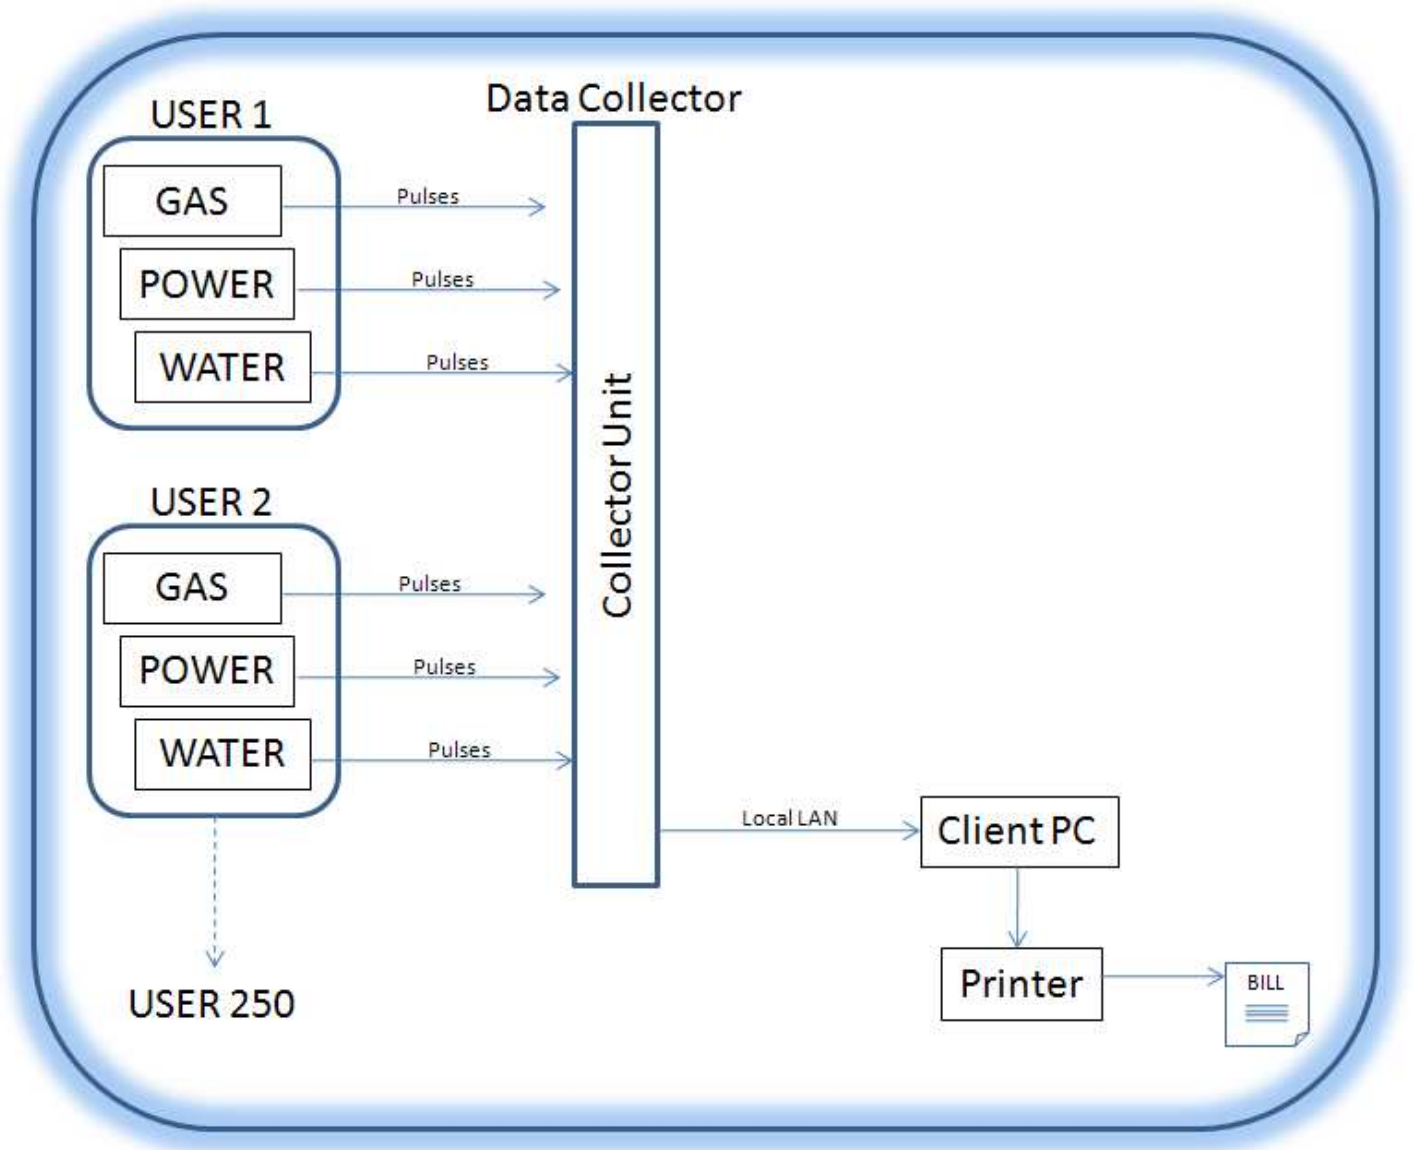 Data Collector
USER 1
GAS
Pulses
POWER
Pulses
WATER
Pulses
Collector Unit
USER 2
GAS
Pulses
POWER
Pulses
WATER
Pulses
Local LAN
Client PC
Printer
BILL
USER 250